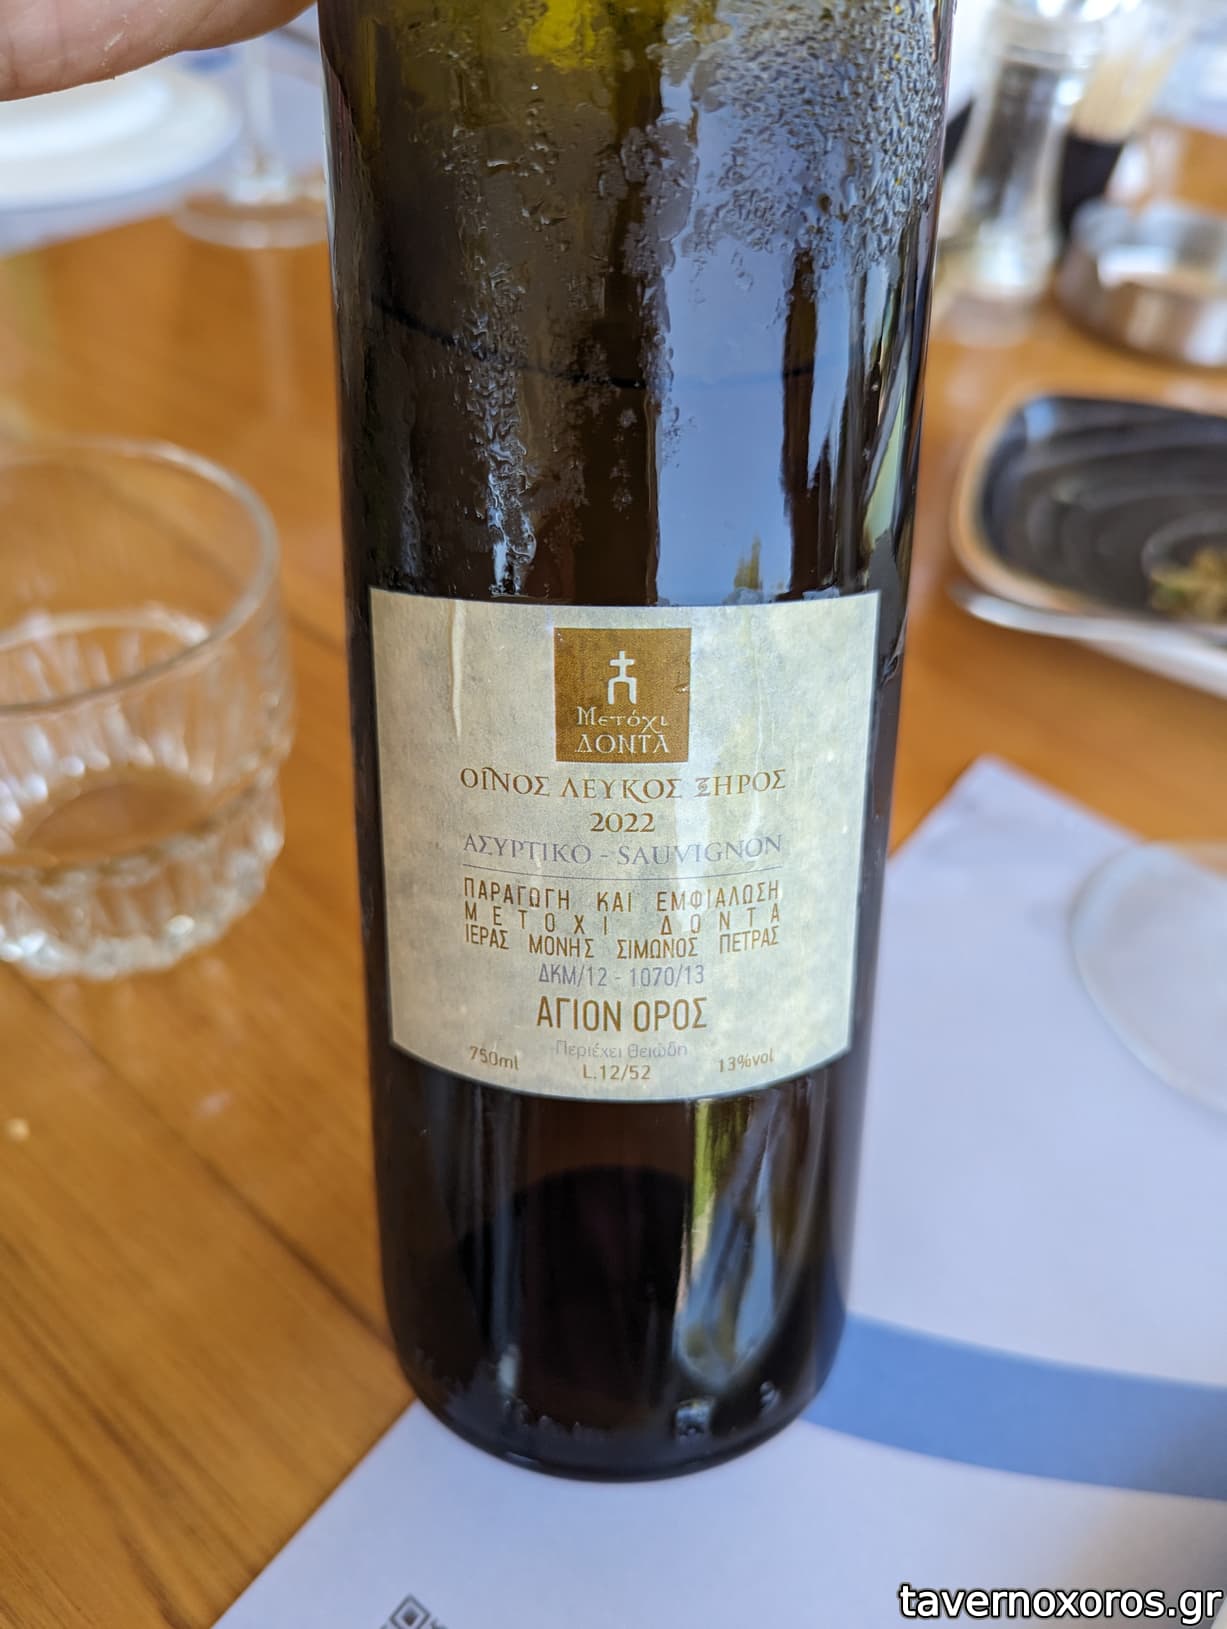 Μετόχι
ΔΟΝΤΑ
ΟΙΝΟΣ ΛΕΥΚΟΣ ΞΗΡΟΣ
2022
ΑΣΥΡΤΙΚΟ - SAUVIGNON
ΠΑΡΑΓΩΓΗ ΚΑΙ ΕΜΦΙΑΛΩΣΗ
ΜΕΤΟΧΙ ΔΟΝΤΑ
ΙΕΡΑΣ ΜΟΝΗΣ ΣΙΜΩΝΟΣ ΠΕΤΡΑΣ
ΔΚΜ/12 - 1070/13
ΑΓΙΟΝ ΟΡΟΣ
750ml Περιέχει Θειώδη 13%vol
L.12/52
tavernoxoros.gr